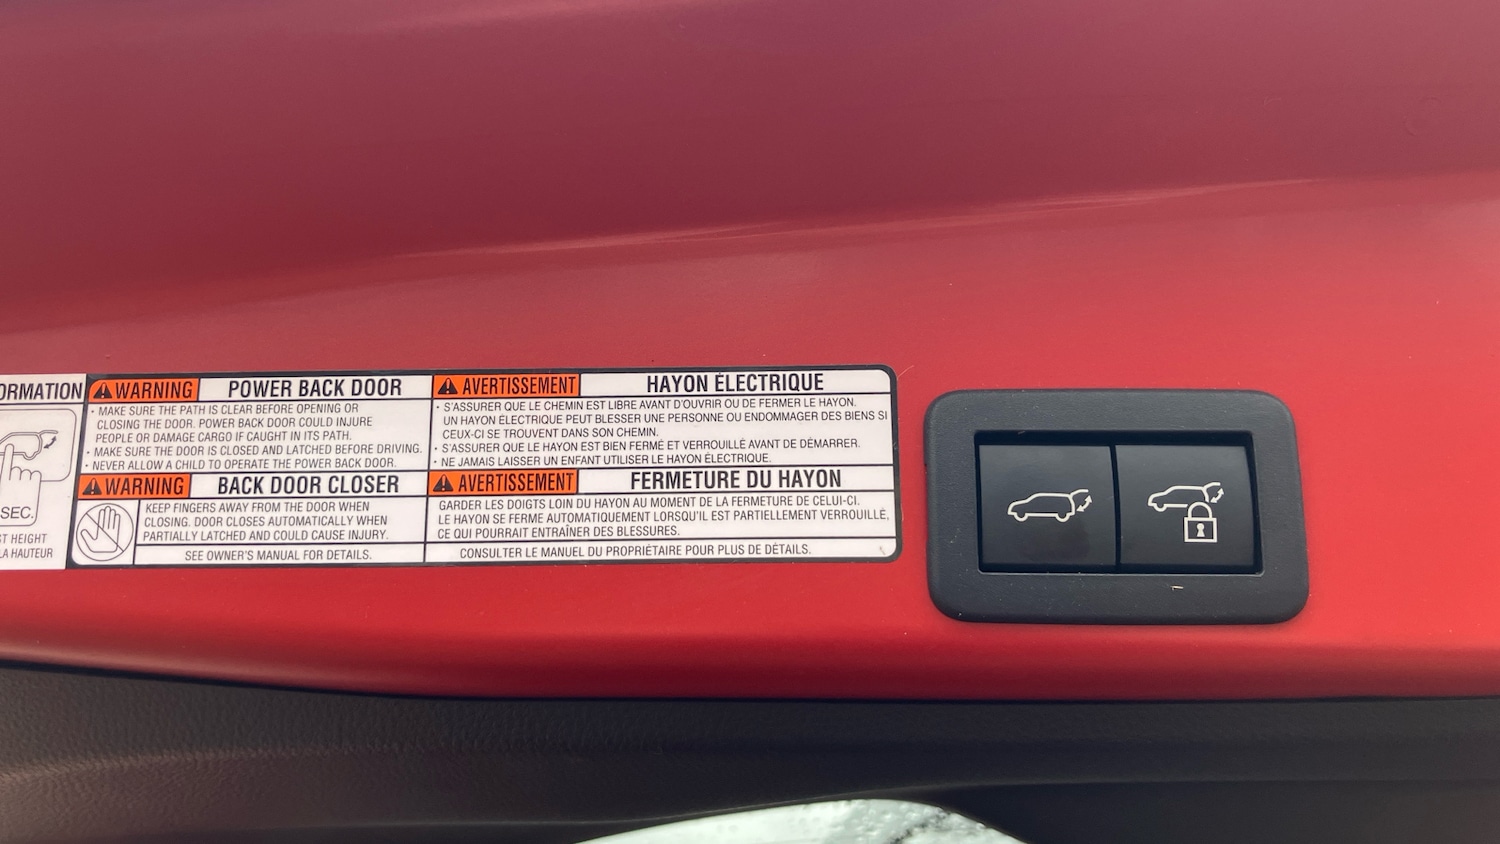 ORMATION
SEC.
ST HEIGHT
LA HAUTEUR
WARNING POWER BACK DOOR
• MAKE SURE THE PATH IS CLEAR BEFORE OPENING OR
CLOSING THE DOOR. POWER BACK DOOR COULD INJURE
PEOPLE OR DAMAGE CARGO IF CAUGHT IN ITS PATH.
• MAKE SURE THE DOOR IS CLOSED AND LATCHED BEFORE DRIVING.
• NEVER ALLOW A CHILD TO OPERATE THE POWER BACK DOOR.
WARNING BACK DOOR CLOSER
KEEP FINGERS AWAY FROM THE DOOR WHEN
CLOSING. DOOR CLOSES AUTOMATICALLY WHEN
PARTIALLY LATCHED AND COULD CAUSE INJURY.
SEE OWNER'S MANUAL FOR DETAILS.
AVERTISSEMENT HAYON ÉLECTRIQUE
• S'ASSURER QUE LE CHEMIN EST LIBRE AVANT D'OUVRIR OU DE FERMER LE HAYON.
UN HAYON ÉLECTRIQUE PEUT BLESSER UNE PERSONNE OU ENDOMMAGER DES BIENS SI
CEUX-CI SE TROUVENT DANS SON CHEMIN.
• S'ASSURER QUE LE HAYON EST BIEN FERMÉ ET VERROUILLÉ AVANT DE DÉMARRER.
• NE JAMAIS LAISSER UN ENFANT UTILISER LE HAYON ÉLECTRIQUE.
AVERTISSEMENT FERMETURE DU HAYON
GARDER LES DOIGTS LOIN DU HAYON AU MOMENT DE LA FERMETURE DE CELUI-CI.
LE HAYON SE FERME AUTOMATIQUEMENT LORSQU'IL EST PARTIELLEMENT VERROUILLÉ,
CE QUI POURRAIT ENTRAÎNER DES BLESSURES.
CONSULTER LE MANUEL DU PROPRIÉTAIRE POUR PLUS DE DÉTAILS.